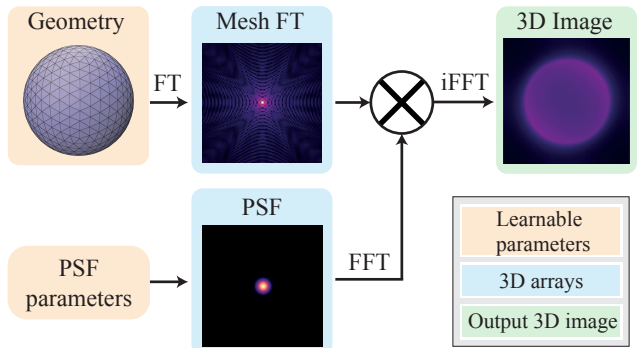 Geometry
Mesh FT
3D Image
FT
iFFT
PSF
FFT
PSF
parameters
Learnable
parameters
3D arrays
Output 3D image